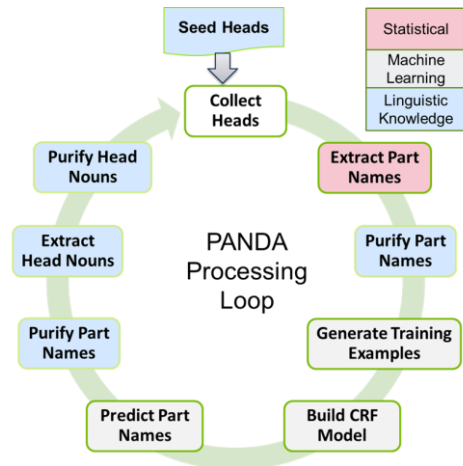 Seed Heads
Statistical
Machine
Learning
Linguistic
Knowledge
Collect
Heads
Extract Part
Names
Purify Part
Names
Generate Training
Examples
Build CRF
Model
Predict Part
Names
Purify Part
Names
Extract
Head Nouns
Purify Head
Nouns
PANDA
Processing
Loop